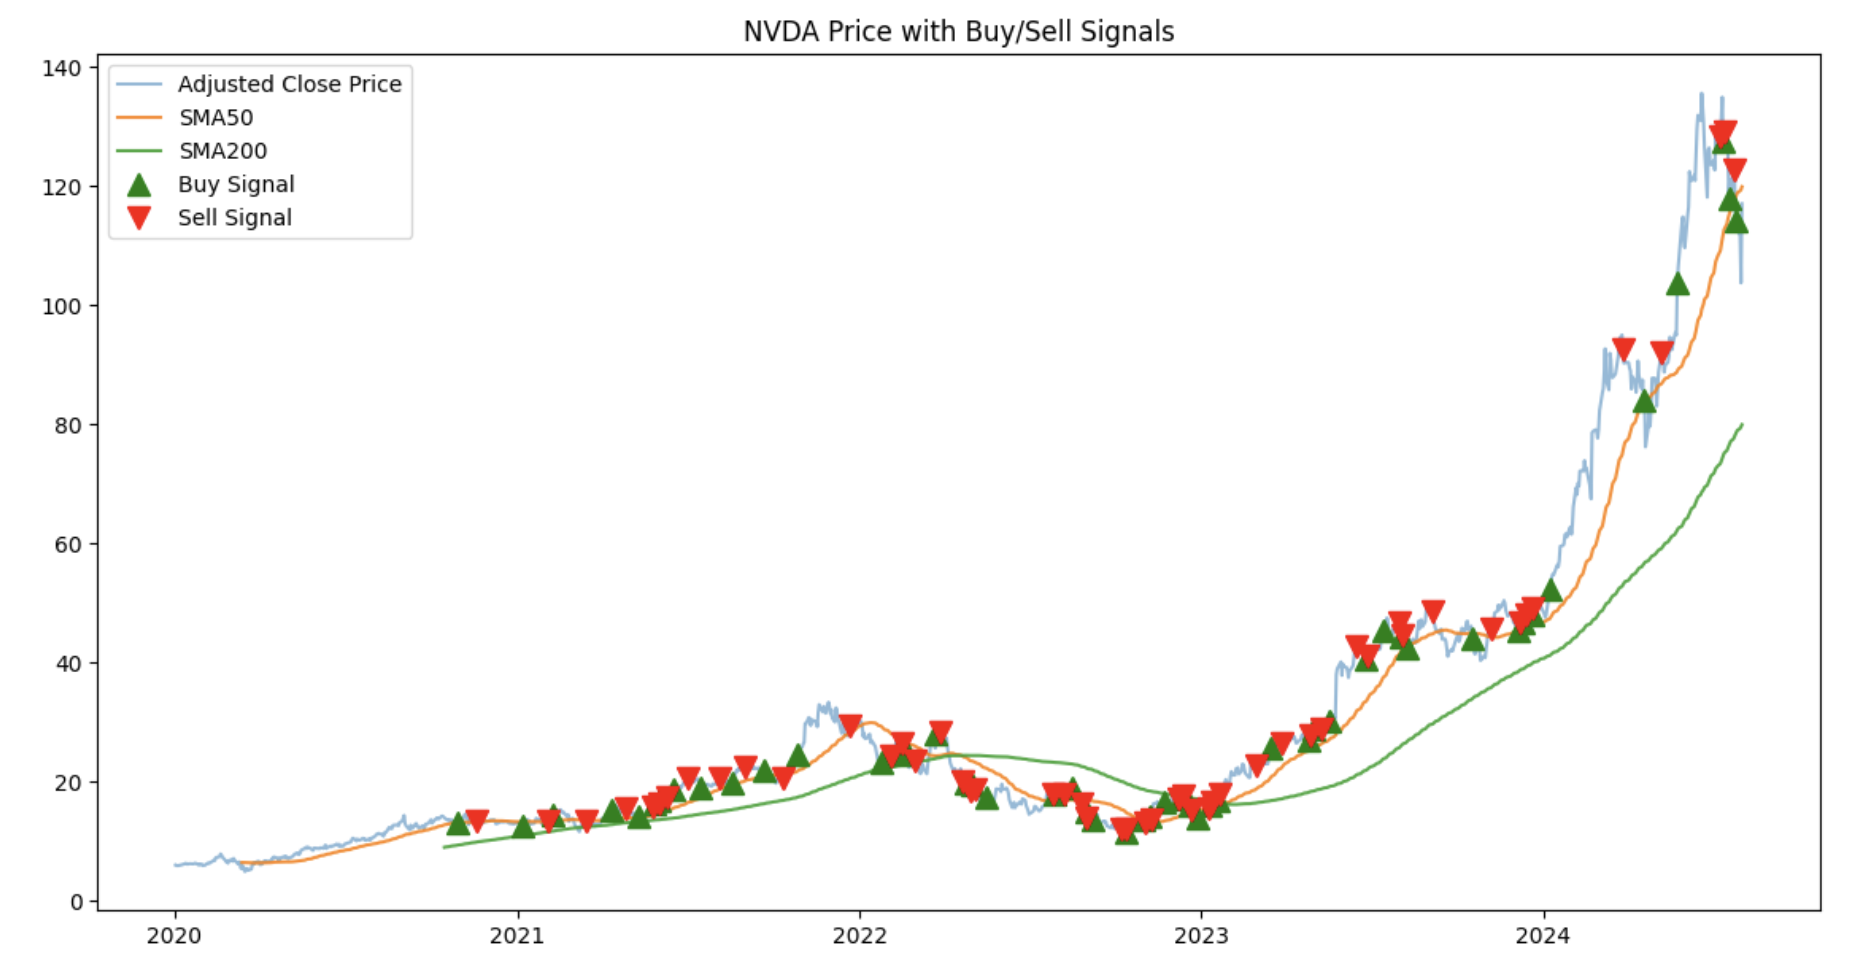 NVDA Price with Buy/Sell Signals
140
Adjusted Close Price
SMA50
SMA200
Buy Signal
Sell Signal
120
100
80
60
40
20
0
2020
2021
2022
2023
2024